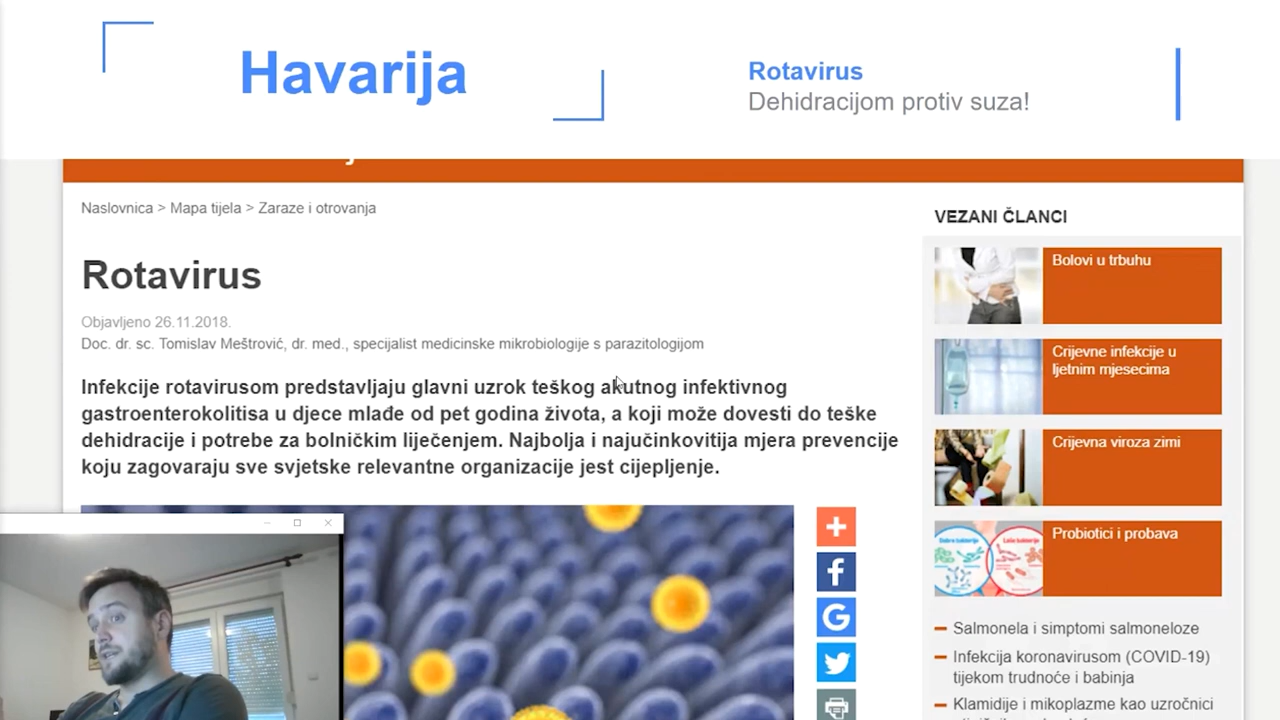 Havarija
Rotavirus
Dehidracijom protiv suza!
Naslovnica > Mapa tijela > Zaraze i otrovanja
Rotavirus
Objavljeno 26.11.2018.
Doc. dr. sc. Tomislav Meštrović, dr. med., specijalist medicinske mikrobiologije s parazitologijom
Infekcije rotavirusom predstavljaju glavni uzrok teškog akutnog infektivnog
gastroenterokolitisa u djece mlađe od pet godina života, a koji može dovesti do teške
dehidracije i potrebe za bolničkim liječenjem. Najbolja i najučinkovitija mjera prevencije
koju zagovaraju sve svjetske relevantne organizacije jest cijepljenje.
VEZANI ČLANCI
Bolovi u trbuhu
Crijevne infekcije u
ljetnim mjesecima
Crijevna viroza zimi
Probiotici i probava
Salmonela i simptomi salmoneloze
Infekcija koronavirusom (COVID-19)
tijekom trudnoće i babinja
Klamidije i mikoplazme kao uzročnici